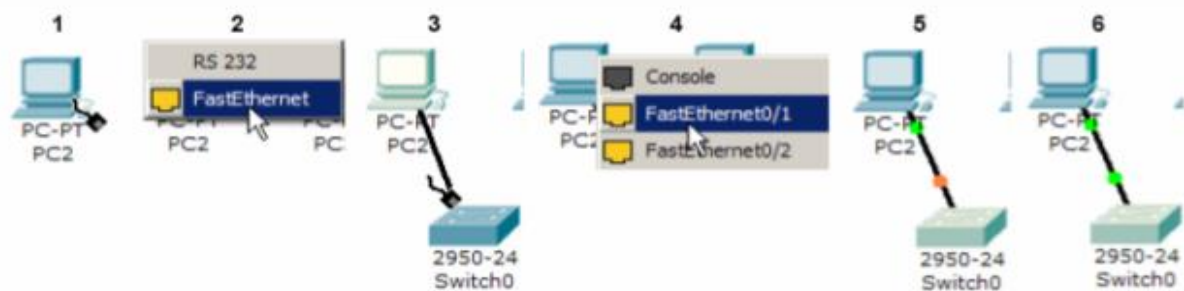 1
2
3
4
5
6
PC-PT
PC2
RS 232
FastEthernet
PC2
PC
PC-PT
PC2
2950-24
Switch0
Console
FastEthernet0/1
FastEthernet0/2
PC-PT
PC2
2950-24
Switch0
PC-PT
PC2
2950-24
Switch0